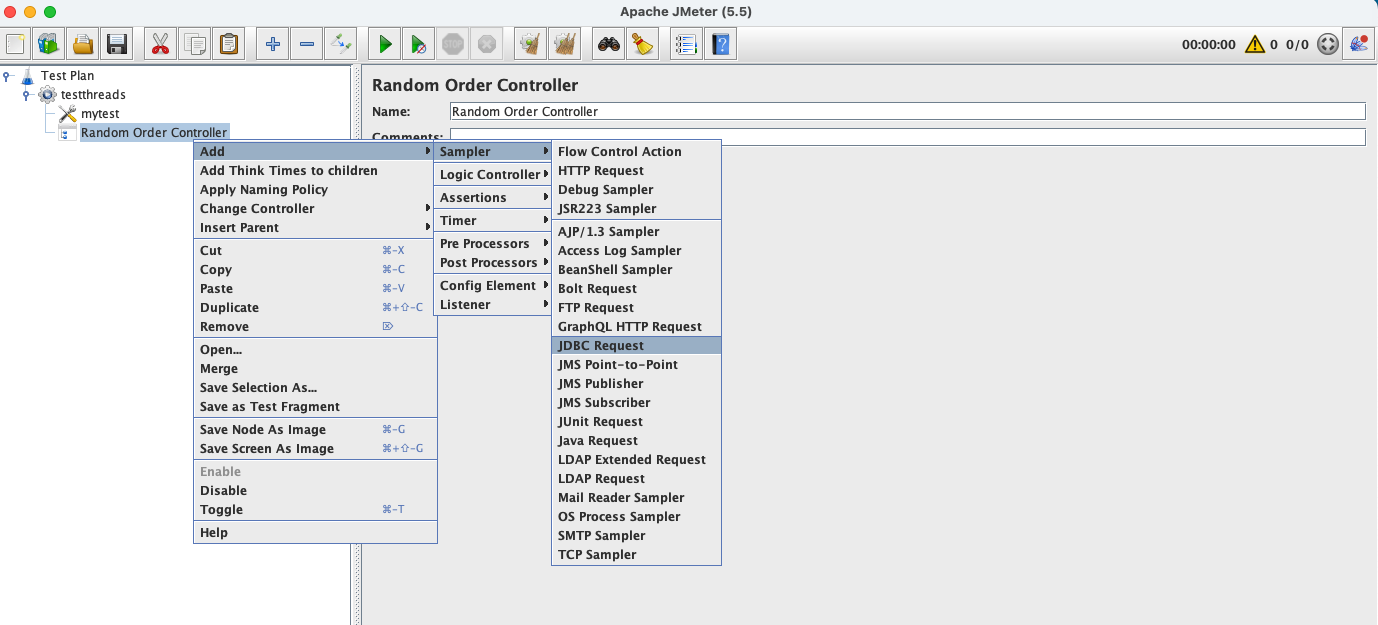 Apache JMeter (5.5)
STOP
00:00:00 0 0/0
Test Plan
testthreads
mytest
Random Order Controller
Random Order Controller
Name: Random Order Controller
Comments:
Add
Add Think Times to children
Apply Naming Policy
Change Controller
Insert Parent
Cut ⌘-X
Copy ⌘-C
Paste ⌘-V
Duplicate ⌘+⇧-C
Remove ⌦
Open...
Merge
Save Selection As...
Save as Test Fragment
Save Node As Image ⌘-G
Save Screen As Image ⌘+⇧-G
Enable
Disable
Toggle ⌘-T
Help
Sampler
Logic Controller
Assertions
Timer
Pre Processors
Post Processors
Config Element
Listener
Flow Control Action
HTTP Request
Debug Sampler
JSR223 Sampler
AJP/1.3 Sampler
Access Log Sampler
BeanShell Sampler
Bolt Request
FTP Request
GraphQL HTTP Request
JDBC Request
JMS Point-to-Point
JMS Publisher
JMS Subscriber
JUnit Request
Java Request
LDAP Extended Request
LDAP Request
Mail Reader Sampler
OS Process Sampler
SMTP Sampler
TCP Sampler